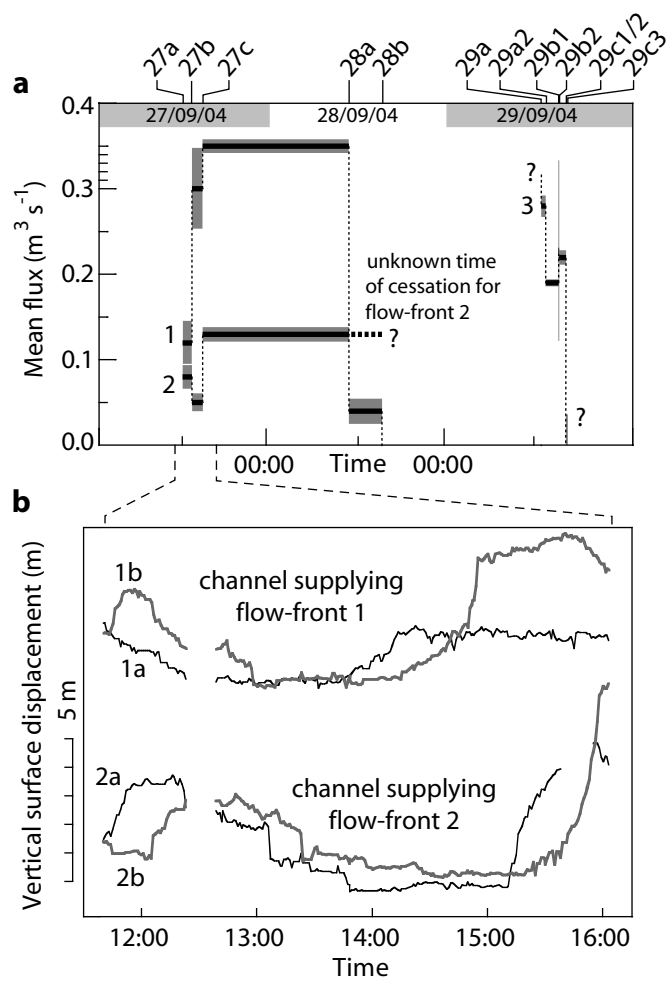 27a
27b
27c
28a
28b
29a
29a2
29b1
29b2
29c1/2
29c3
a
27/09/04
28/09/04
29/09/04
Mean flux (m³ s⁻¹)
0.4
0.3
0.2
0.1
0.0
1
2
3
?
unknown time
of cessation for
flow-front 2
?
?
00:00
Time
00:00
b
Vertical surface displacement (m)
5 m
1b
1a
channel supplying
flow-front 1
2a
2b
channel supplying
flow-front 2
12:00
13:00
14:00
15:00
16:00
Time